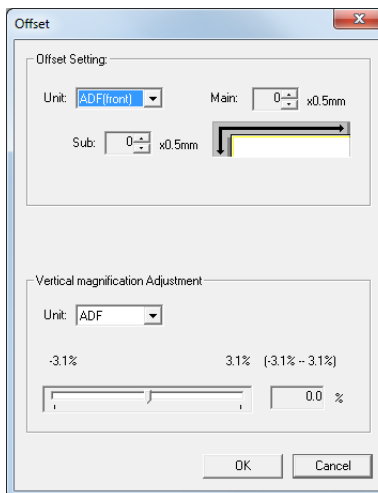 Offset
Offset Setting:
Unit: ADF(front) Main: 0 x0.5mm
Sub: 0 x0.5mm
Vertical magnification Adjustment
Unit: ADF
-3.1% 3.1% (-3.1% -- 3.1%)
0.0 %
OK Cancel